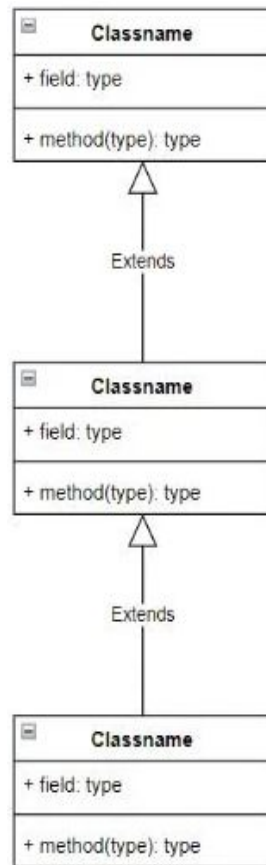 Classname
+ field: type
+ method(type): type
Extends
Classname
+ field: type
+ method(type): type
Extends
Classname
+ field: type
+ method(type): type